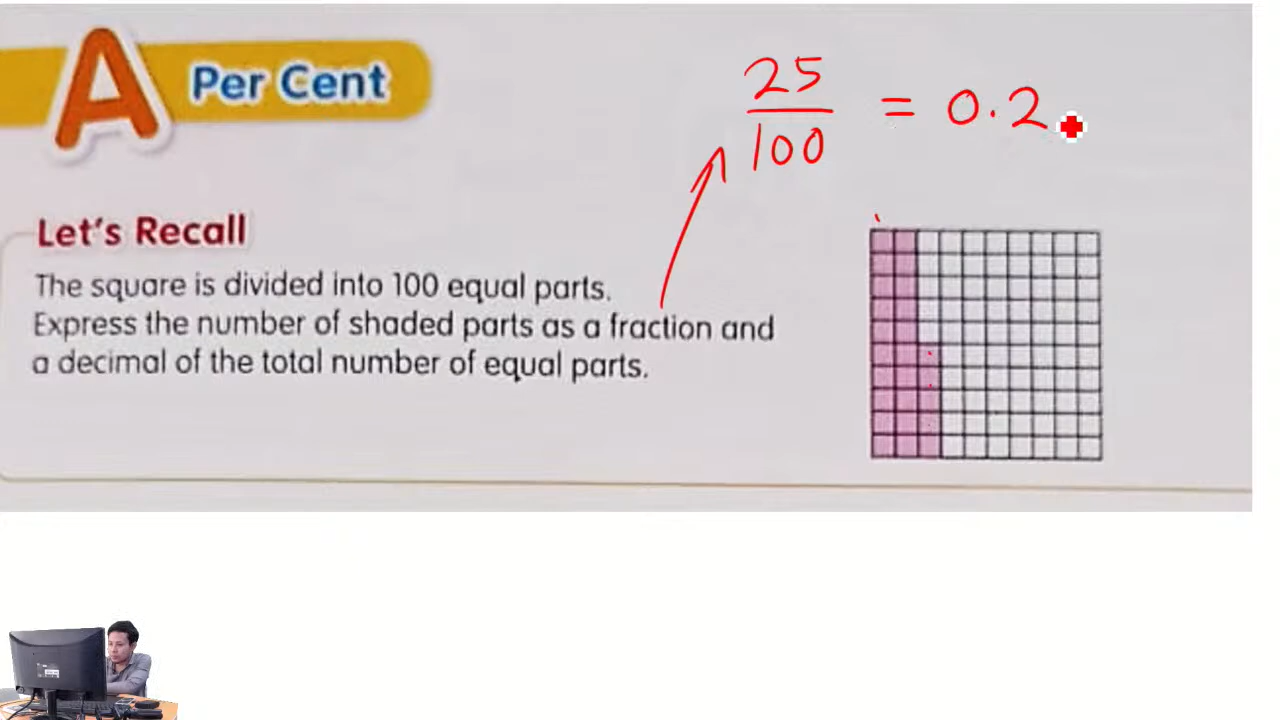 A Per Cent
25
100
= 0.2
Let's Recall
The square is divided into 100 equal parts.
Express the number of shaded parts as a fraction and
a decimal of the total number of equal parts.